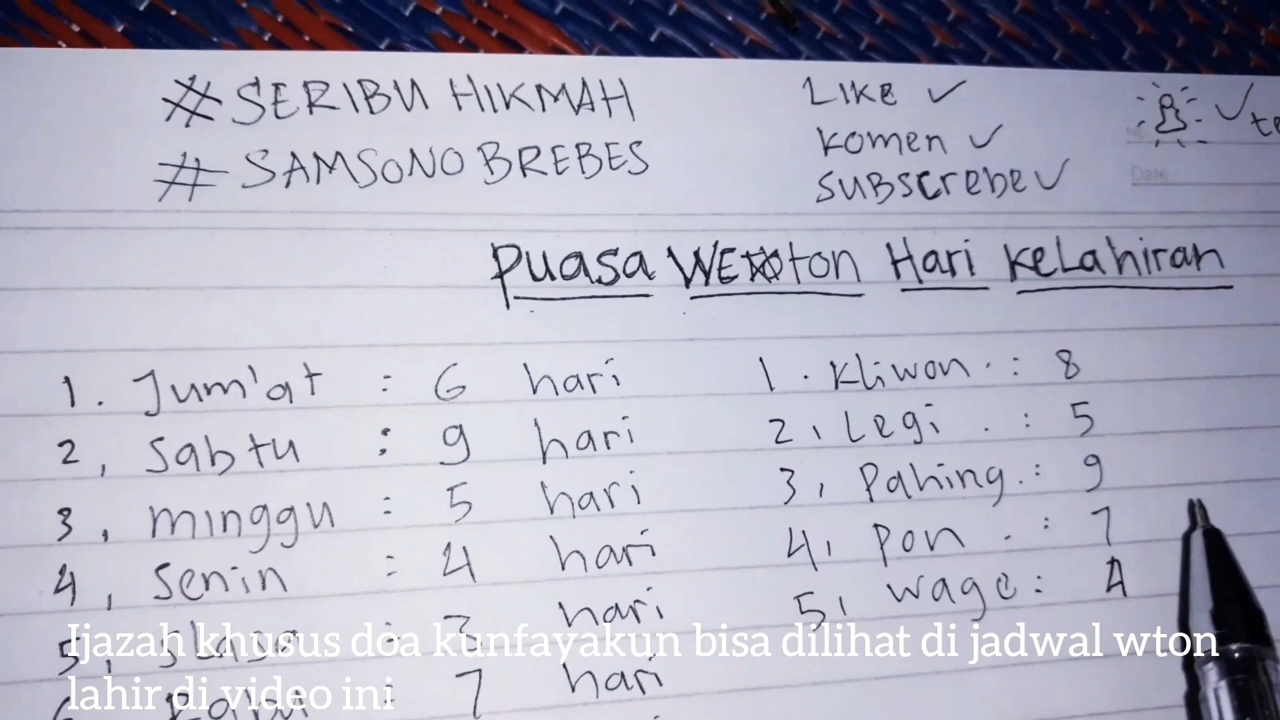 #SERIBU HIKMAH
#SAMSONO BREBES
LIKE ✓
Komen ✓
SUBScrebe ✓
Puasa WEton Hari KeLahiran
1. Jum'at : 6 hari
2, Sabtu : 9 hari
3, minggu : 5 hari
4, Senin : 4 hari
5, SLasa : 3 hari
: 7 hari
1. Kliwon. : 8
2, Legi . : 5
3, Pahing. : 9
4, Pon . : 7
5, wage : 4
Ijazah khusus doa kunfayakun bisa dilihat di jadwal wton
lahir di video ini